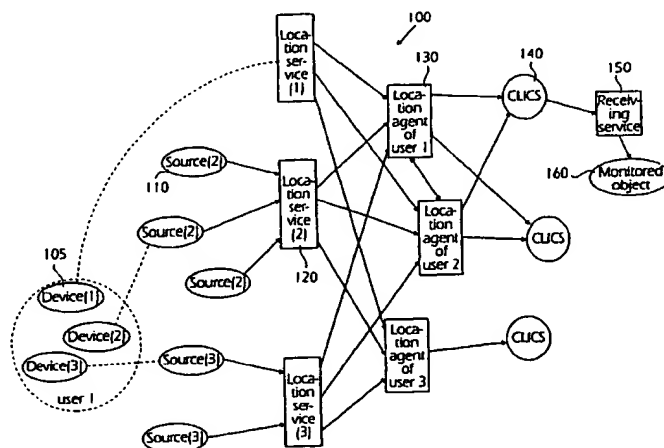 100
Loca-
tion
ser-
vice
(1)
130
Loca-
tion
agent
of
user 1
140
CLICS
150
Receiv-
ing
service
160
Monitored
object
Source(2)
110
Source(2)
Source(2)
Loca-
tion
ser-
vice
(2)
120
Loca-
tion
agent
of
user 2
CLICS
105
Device(1)
Device(2)
Device(3)
user 1
Source(3)
Source(3)
Loca-
tion
ser-
vice
(3)
Loca-
tion
agent
of
user 3
CLICS